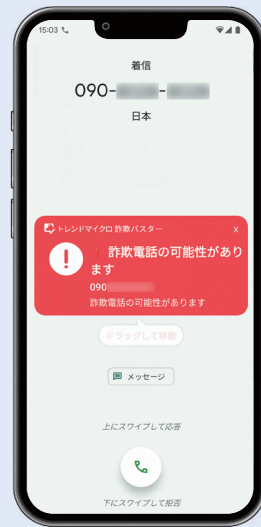 15:03
着信
090-
日本
トレンドマイクロ 詐欺バスター x
詐欺電話の可能性があり
ます
090
詐欺電話の可能性があります
ドラッグして移動
メッセージ
上にスワイプして応答
下にスワイプして拒否